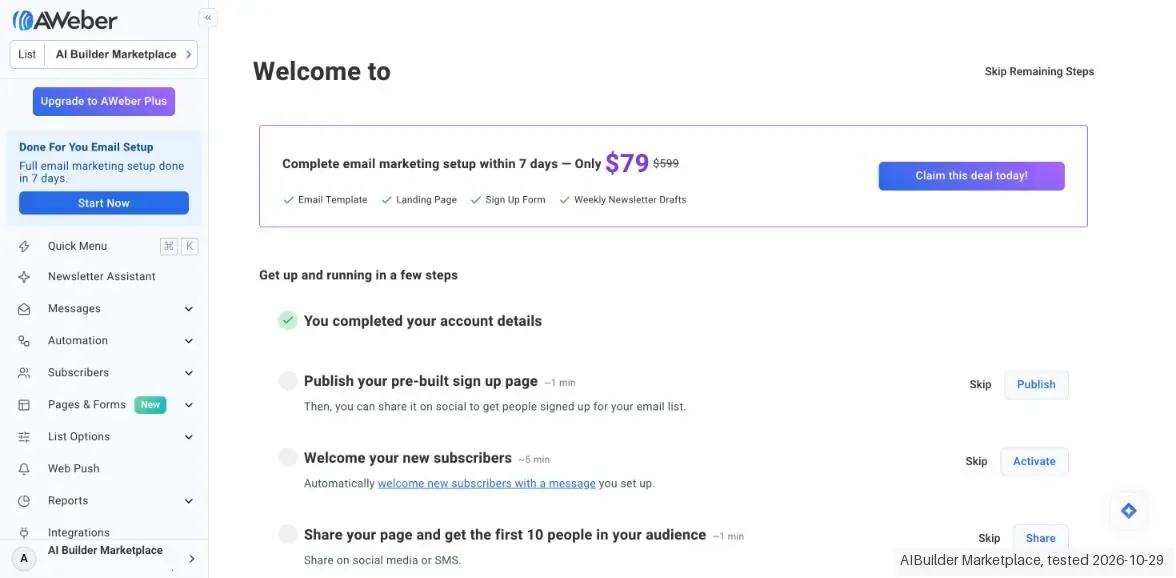 AWeber
«
List AI Builder Marketplace >
Upgrade to AWeber Plus
Done For You Email Setup
Full email marketing setup done
in 7 days.
Start Now
Quick Menu ⌘ K
Newsletter Assistant
Messages
Automation
Subscribers
Pages & Forms New
List Options
Web Push
Reports
Integrations
A AI Builder Marketplace
Welcome to
Skip Remaining Steps
Complete email marketing setup within 7 days — Only $79 $599
Email Template Landing Page Sign Up Form Weekly Newsletter Drafts
Claim this deal today!
Get up and running in a few steps
You completed your account details
Publish your pre-built sign up page ~1 min
Then, you can share it on social to get people signed up for your email list.
Skip Publish
Welcome your new subscribers ~5 min
Automatically welcome new subscribers with a message you set up.
Skip Activate
Share your page and get the first 10 people in your audience ~1 min
Share on social media or SMS.
Skip Share
AIBuilder Marketplace, tested 2026-10-29